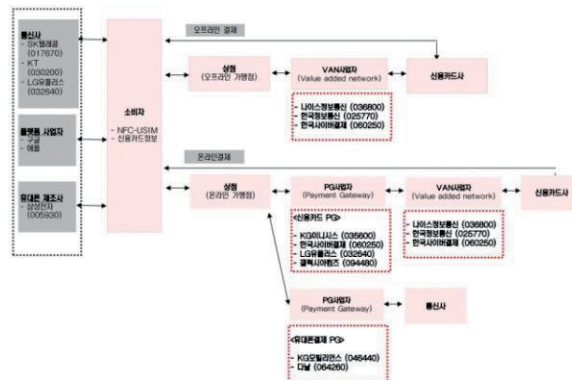 통신사
- SK텔레콤
(017670)
- KT
(030200)
- LG유플러스
(032640)
플랫폼 사업자
- 구글
- 애플
휴대폰 제조사
- 삼성전자
(005930)
소비자
- NFC-USIM
- 신용카드정보
오프라인 결제
상점
(오프라인 가맹점)
VAN사업자
(Value added network)
신용카드사
- 나이스정보통신 (036800)
- 한국정보통신 (025770)
- 한국사이버결제 (060250)
온라인결제
상점
(온라인 가맹점)
PG사업자
(Payment Gateway)
VAN사업자
(Value added network)
신용카드사
<신용카드 PG>
- KG이니시스 (035600)
- 한국사이버결제 (060250)
- LG유플러스 (032640)
- 갤럭시아컴즈 (094480)
- 나이스정보통신 (036800)
- 한국정보통신 (025770)
- 한국사이버결제 (060250)
PG사업자
(Payment Gateway)
통신사
<휴대폰결제 PG>
- KG모빌리언스 (046440)
- 다날 (064260)